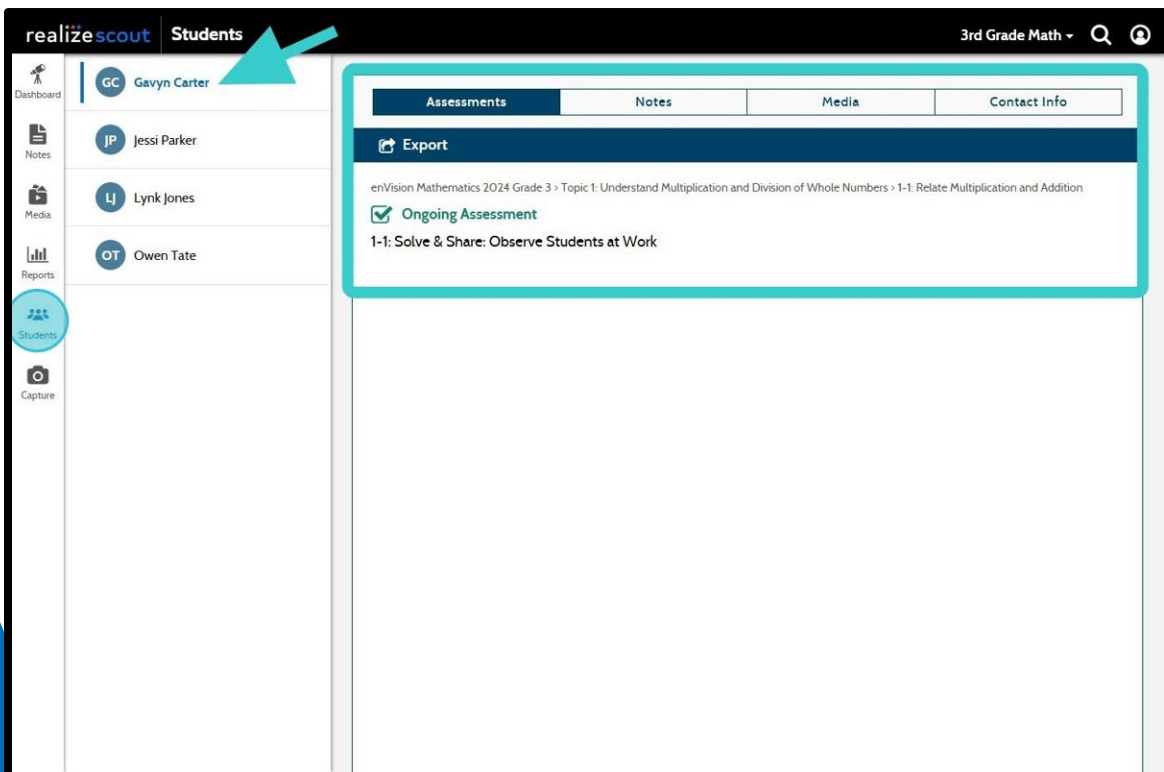 realizescout Students 3rd Grade Math
Dashboard
Notes
Media
Reports
Students
Capture
GC Gavyn Carter
JP Jessi Parker
LJ Lynk Jones
OT Owen Tate
Assessments Notes Media Contact Info
Export
enVision Mathematics 2024 Grade 3 › Topic 1: Understand Multiplication and Division of Whole Numbers › 1-1: Relate Multiplication and Addition
Ongoing Assessment
1-1: Solve & Share: Observe Students at Work